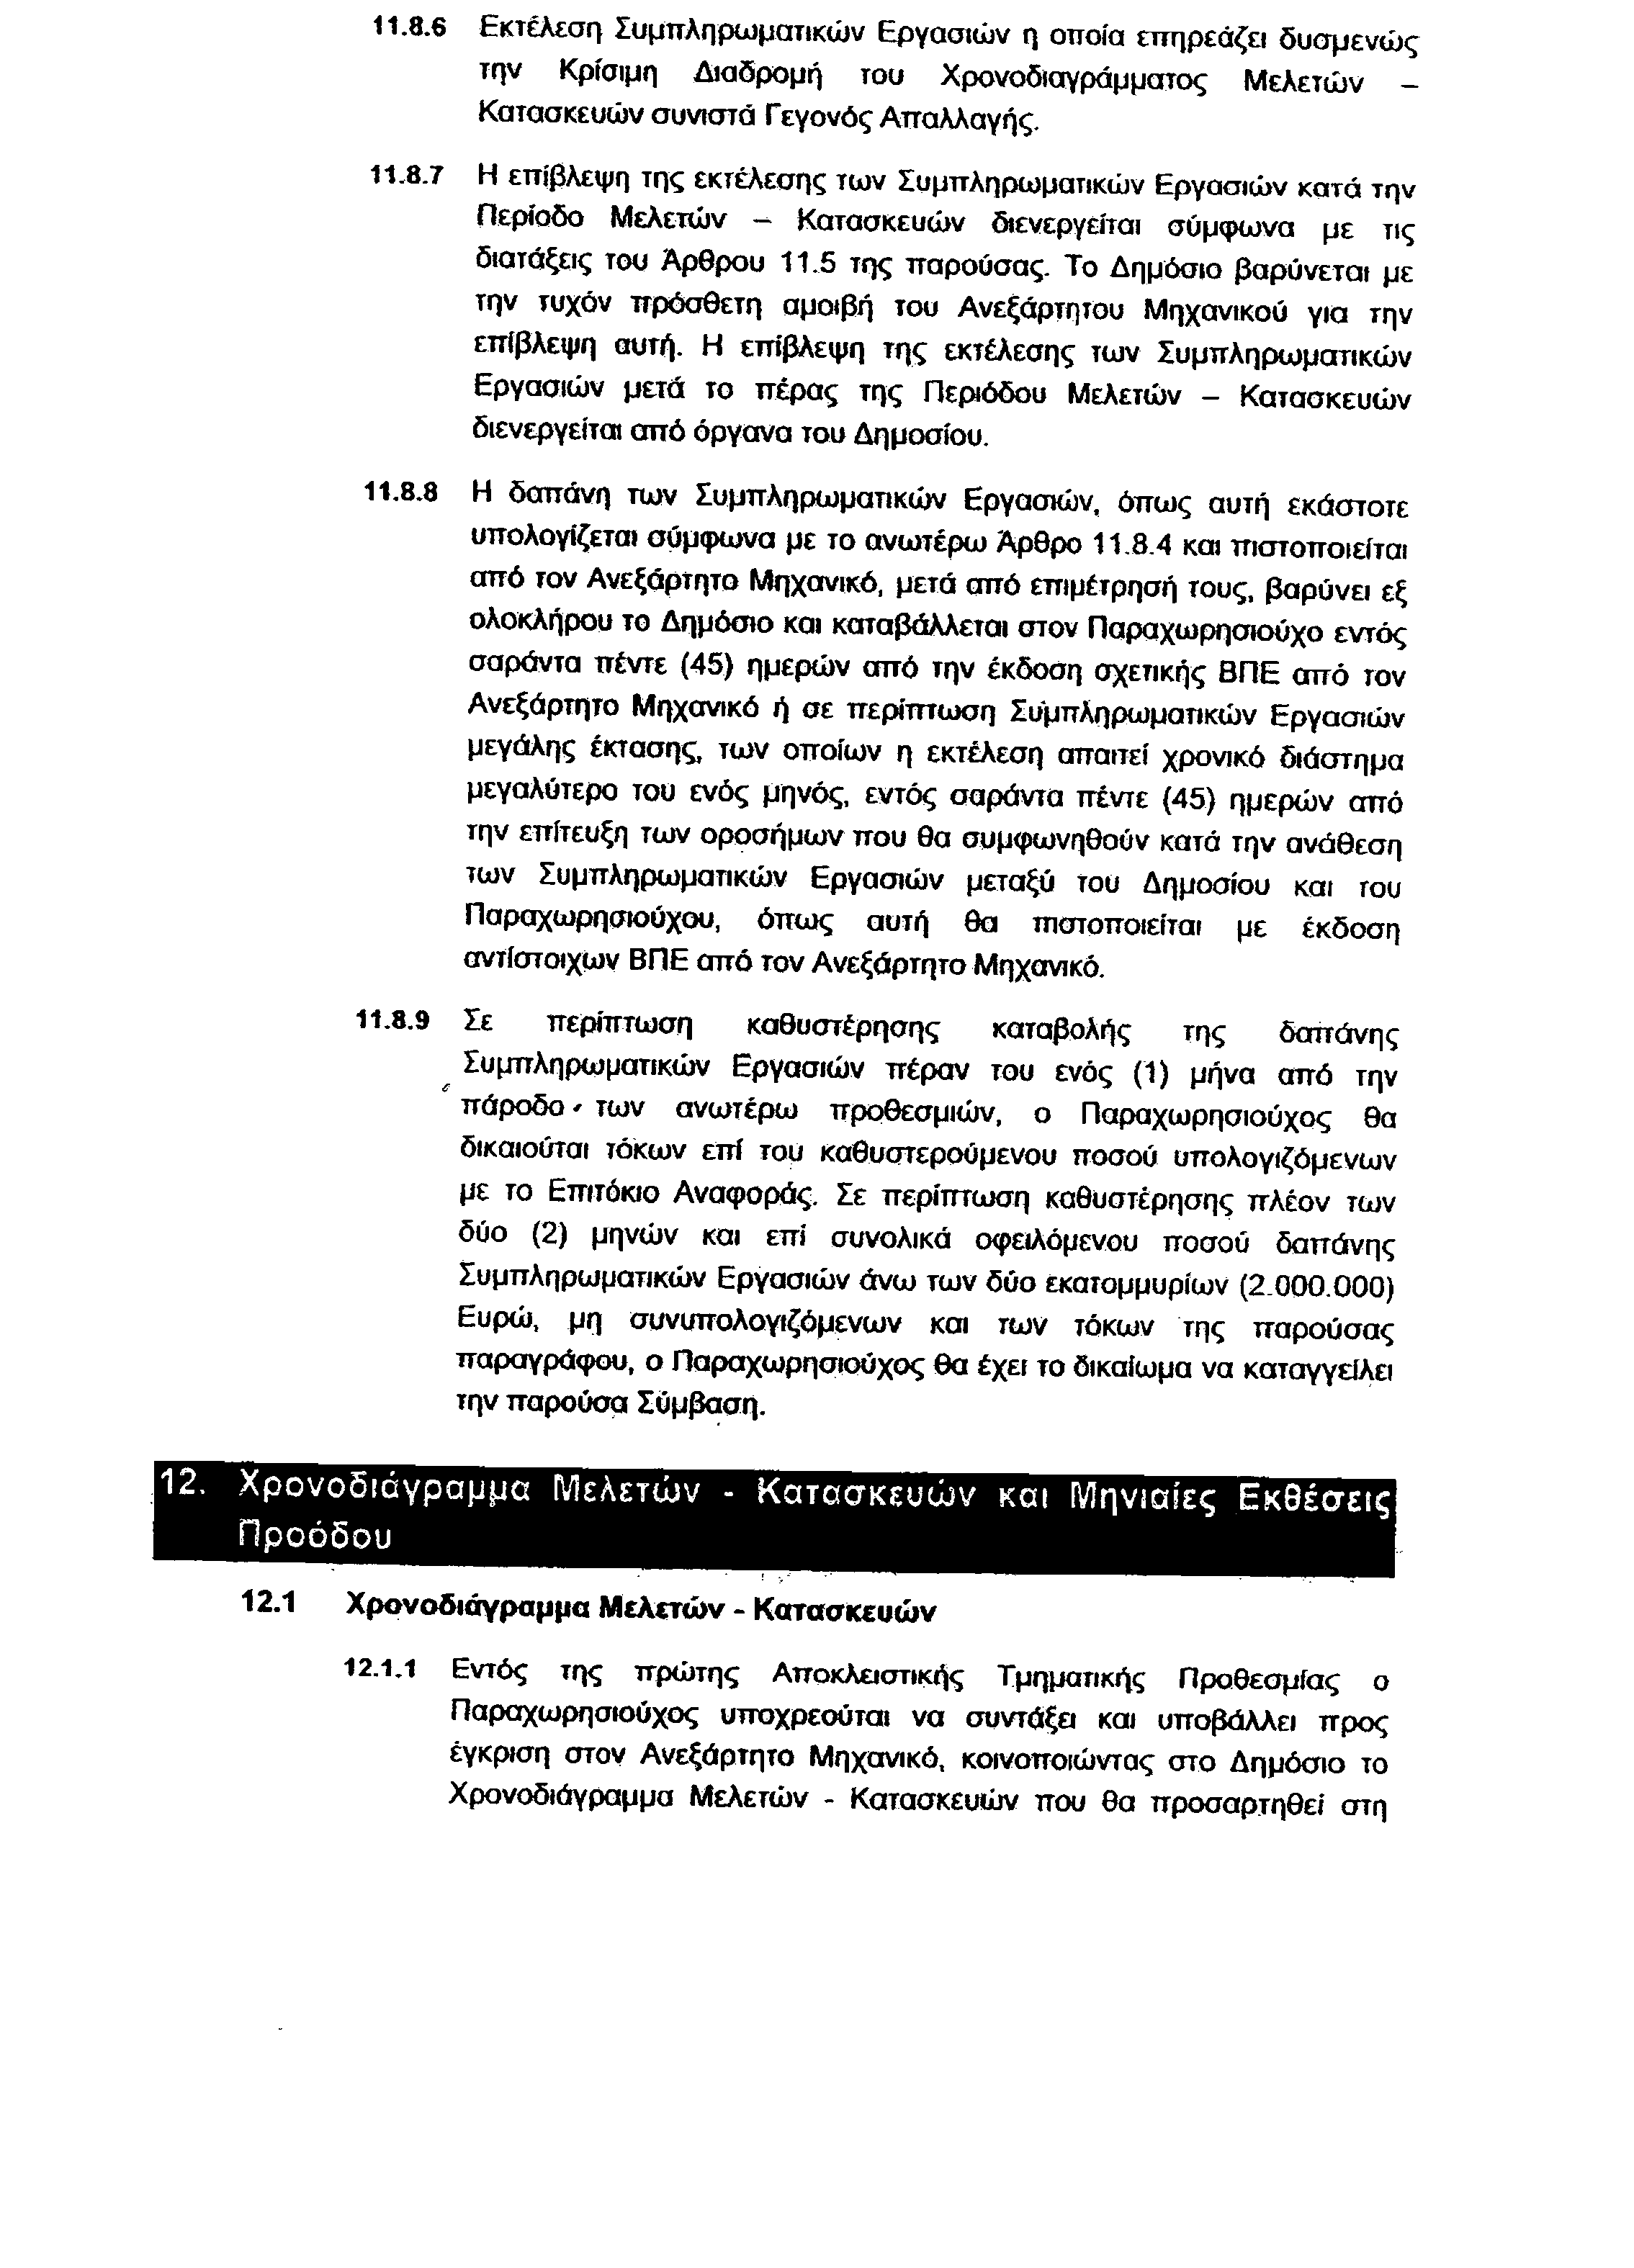 11.8.6 Εκτέλεση Συμπληρωματικών Εργασιών η οποία επηρεάζει δυσμενώς
την Κρίσιμη Διαδρομή του Χρονοδιαγράμματος Μελετών –
Κατασκευών συνιστά Γεγονός Απαλλαγής.
11.8.7 Η επίβλεψη της εκτέλεσης των Συμπληρωματικών Εργασιών κατά την
Περίοδο Μελετών – Κατασκευών διενεργείται σύμφωνα με τις
διατάξεις του Άρθρου 11.5 της παρούσας. Το Δημόσιο βαρύνεται με
την τυχόν πρόσθετη αμοιβή του Ανεξάρτητου Μηχανικού για την
επίβλεψη αυτή. Η επίβλεψη της εκτέλεσης των Συμπληρωματικών
Εργασιών μετά το πέρας της Περιόδου Μελετών – Κατασκευών
διενεργείται από όργανα του Δημοσίου.
11.8.8 Η δαπάνη των Συμπληρωματικών Εργασιών, όπως αυτή εκάστοτε
υπολογίζεται σύμφωνα με το ανωτέρω Άρθρο 11.8.4 και πιστοποιείται
από τον Ανεξάρτητο Μηχανικό, μετά από επιμέτρησή τους, βαρύνει εξ
ολοκλήρου το Δημόσιο και καταβάλλεται στον Παραχωρησιούχο εντός
σαράντα πέντε (45) ημερών από την έκδοση σχετικής ΒΠΕ από τον
Ανεξάρτητο Μηχανικό ή σε περίπτωση Συμπληρωματικών Εργασιών
μεγάλης έκτασης, των οποίων η εκτέλεση απαιτεί χρονικό διάστημα
μεγαλύτερο του ενός μηνός, εντός σαράντα πέντε (45) ημερών από
την επίτευξη των οροσήμων που θα συμφωνηθούν κατά την ανάθεση
των Συμπληρωματικών Εργασιών μεταξύ του Δημοσίου και του
Παραχωρησιούχου, όπως αυτή θα πιστοποιείται με έκδοση
αντίστοιχων ΒΠΕ από τον Ανεξάρτητο Μηχανικό.
11.8.9 Σε περίπτωση καθυστέρησης καταβολής της δαπάνης
Συμπληρωματικών Εργασιών πέραν του ενός (1) μήνα από την
πάροδο των ανωτέρω προθεσμιών, ο Παραχωρησιούχος θα
δικαιούται τόκων επί του καθυστερούμενου ποσού υπολογιζόμενων
με το Επιτόκιο Αναφοράς. Σε περίπτωση καθυστέρησης πλέον των
δύο (2) μηνών και επί συνολικά οφειλόμενου ποσού δαπάνης
Συμπληρωματικών Εργασιών άνω των δύο εκατομμυρίων (2.000.000)
Ευρώ, μη συνυπολογιζόμενων και των τόκων της παρούσας
παραγράφου, ο Παραχωρησιούχος θα έχει το δικαίωμα να καταγγείλει
την παρούσα Σύμβαση.
12. Χρονοδιάγραμμα Μελετών - Κατασκευών και Μηνιαίες Εκθέσεις
Προόδου
12.1 Χρονοδιάγραμμα Μελετών - Κατασκευών
12.1.1 Εντός της πρώτης Αποκλειστικής Τμηματικής Προθεσμίας ο
Παραχωρησιούχος υποχρεούται να συντάξει και υποβάλλει προς
έγκριση στον Ανεξάρτητο Μηχανικό, κοινοποιώντας στο Δημόσιο το
Χρονοδιάγραμμα Μελετών - Κατασκευών που θα προσαρτηθεί στη